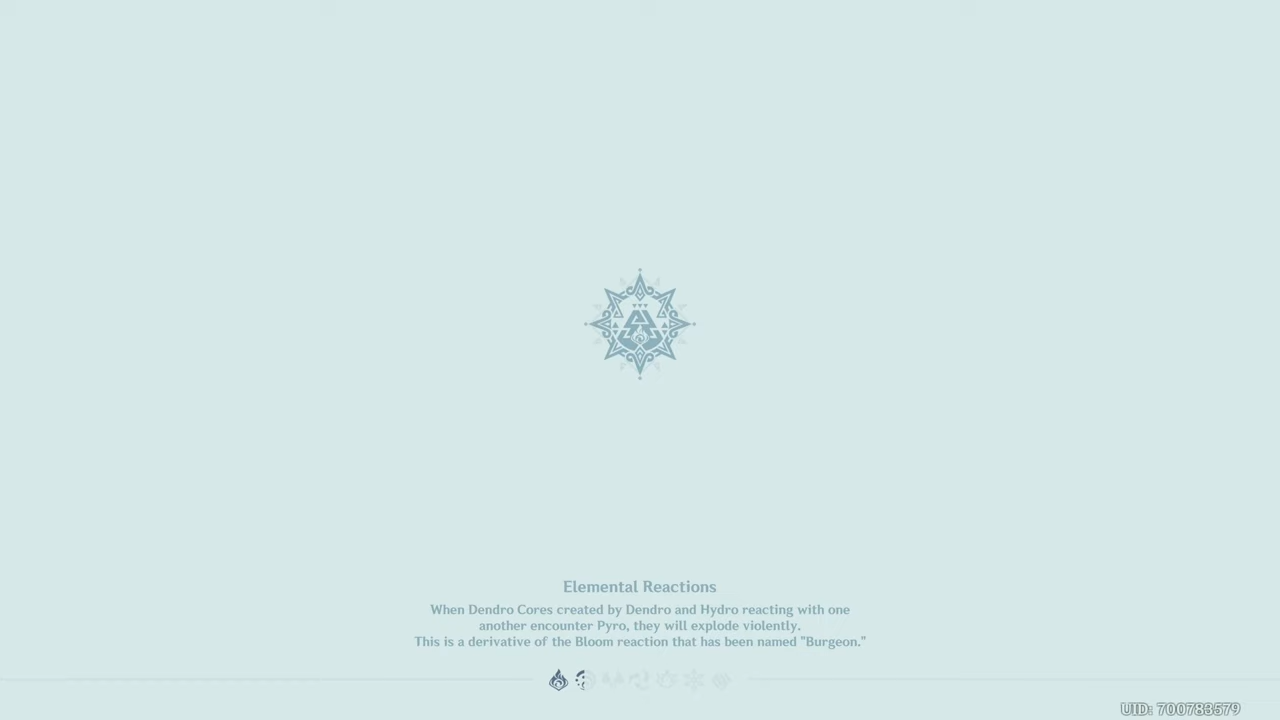 Elemental Reactions
When Dendro Cores created by Dendro and Hydro reacting with one
another encounter Pyro, they will explode violently.
This is a derivative of the Bloom reaction that has been named "Burgeon."
UID: 700783579